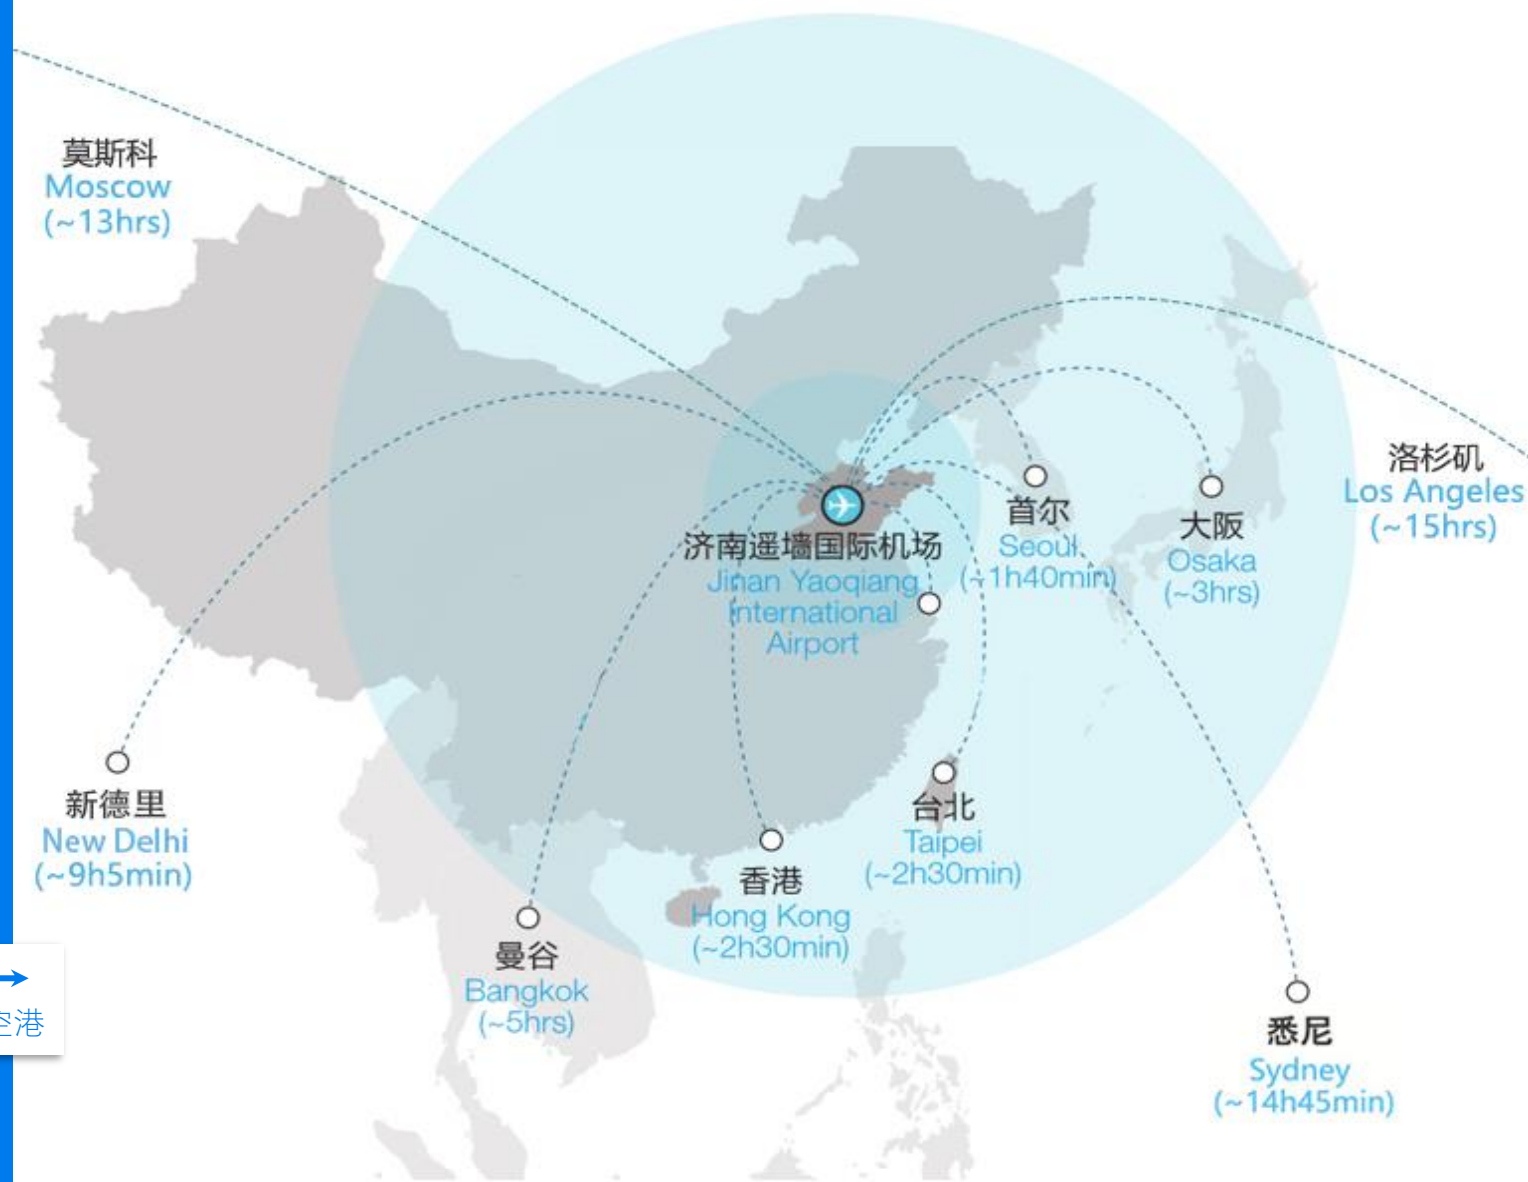 莫斯科
Moscow
(~13hrs)
洛杉矶
Los Angeles
(~15hrs)
首尔
Seoul
(~1h40min)
大阪
Osaka
(~3hrs)
济南遥墙国际机场
Jinan Yaoqiang
International
Airport
新德里
New Delhi
(~9h5min)
台北
Taipei
(~2h30min)
香港
Hong Kong
(~2h30min)
曼谷
Bangkok
(~5hrs)
空港
悉尼
Sydney
(~14h45min)